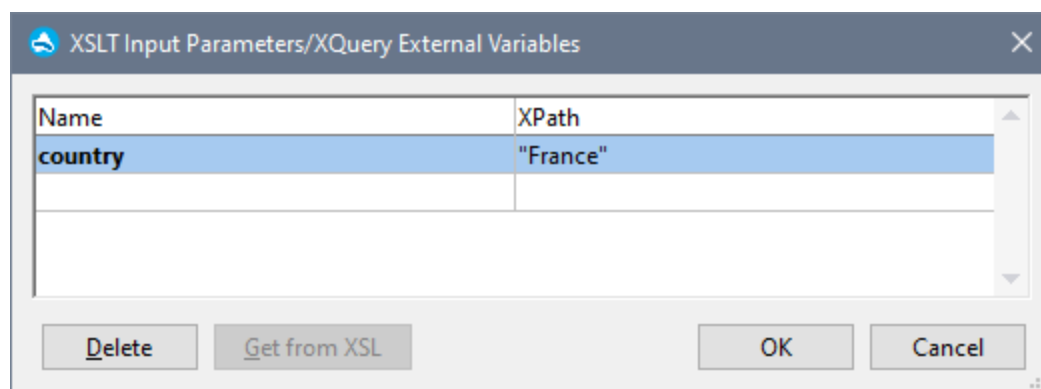 XSLT Input Parameters/XQuery External Variables
Name XPath
country "France"
Delete Get from XSL OK Cancel